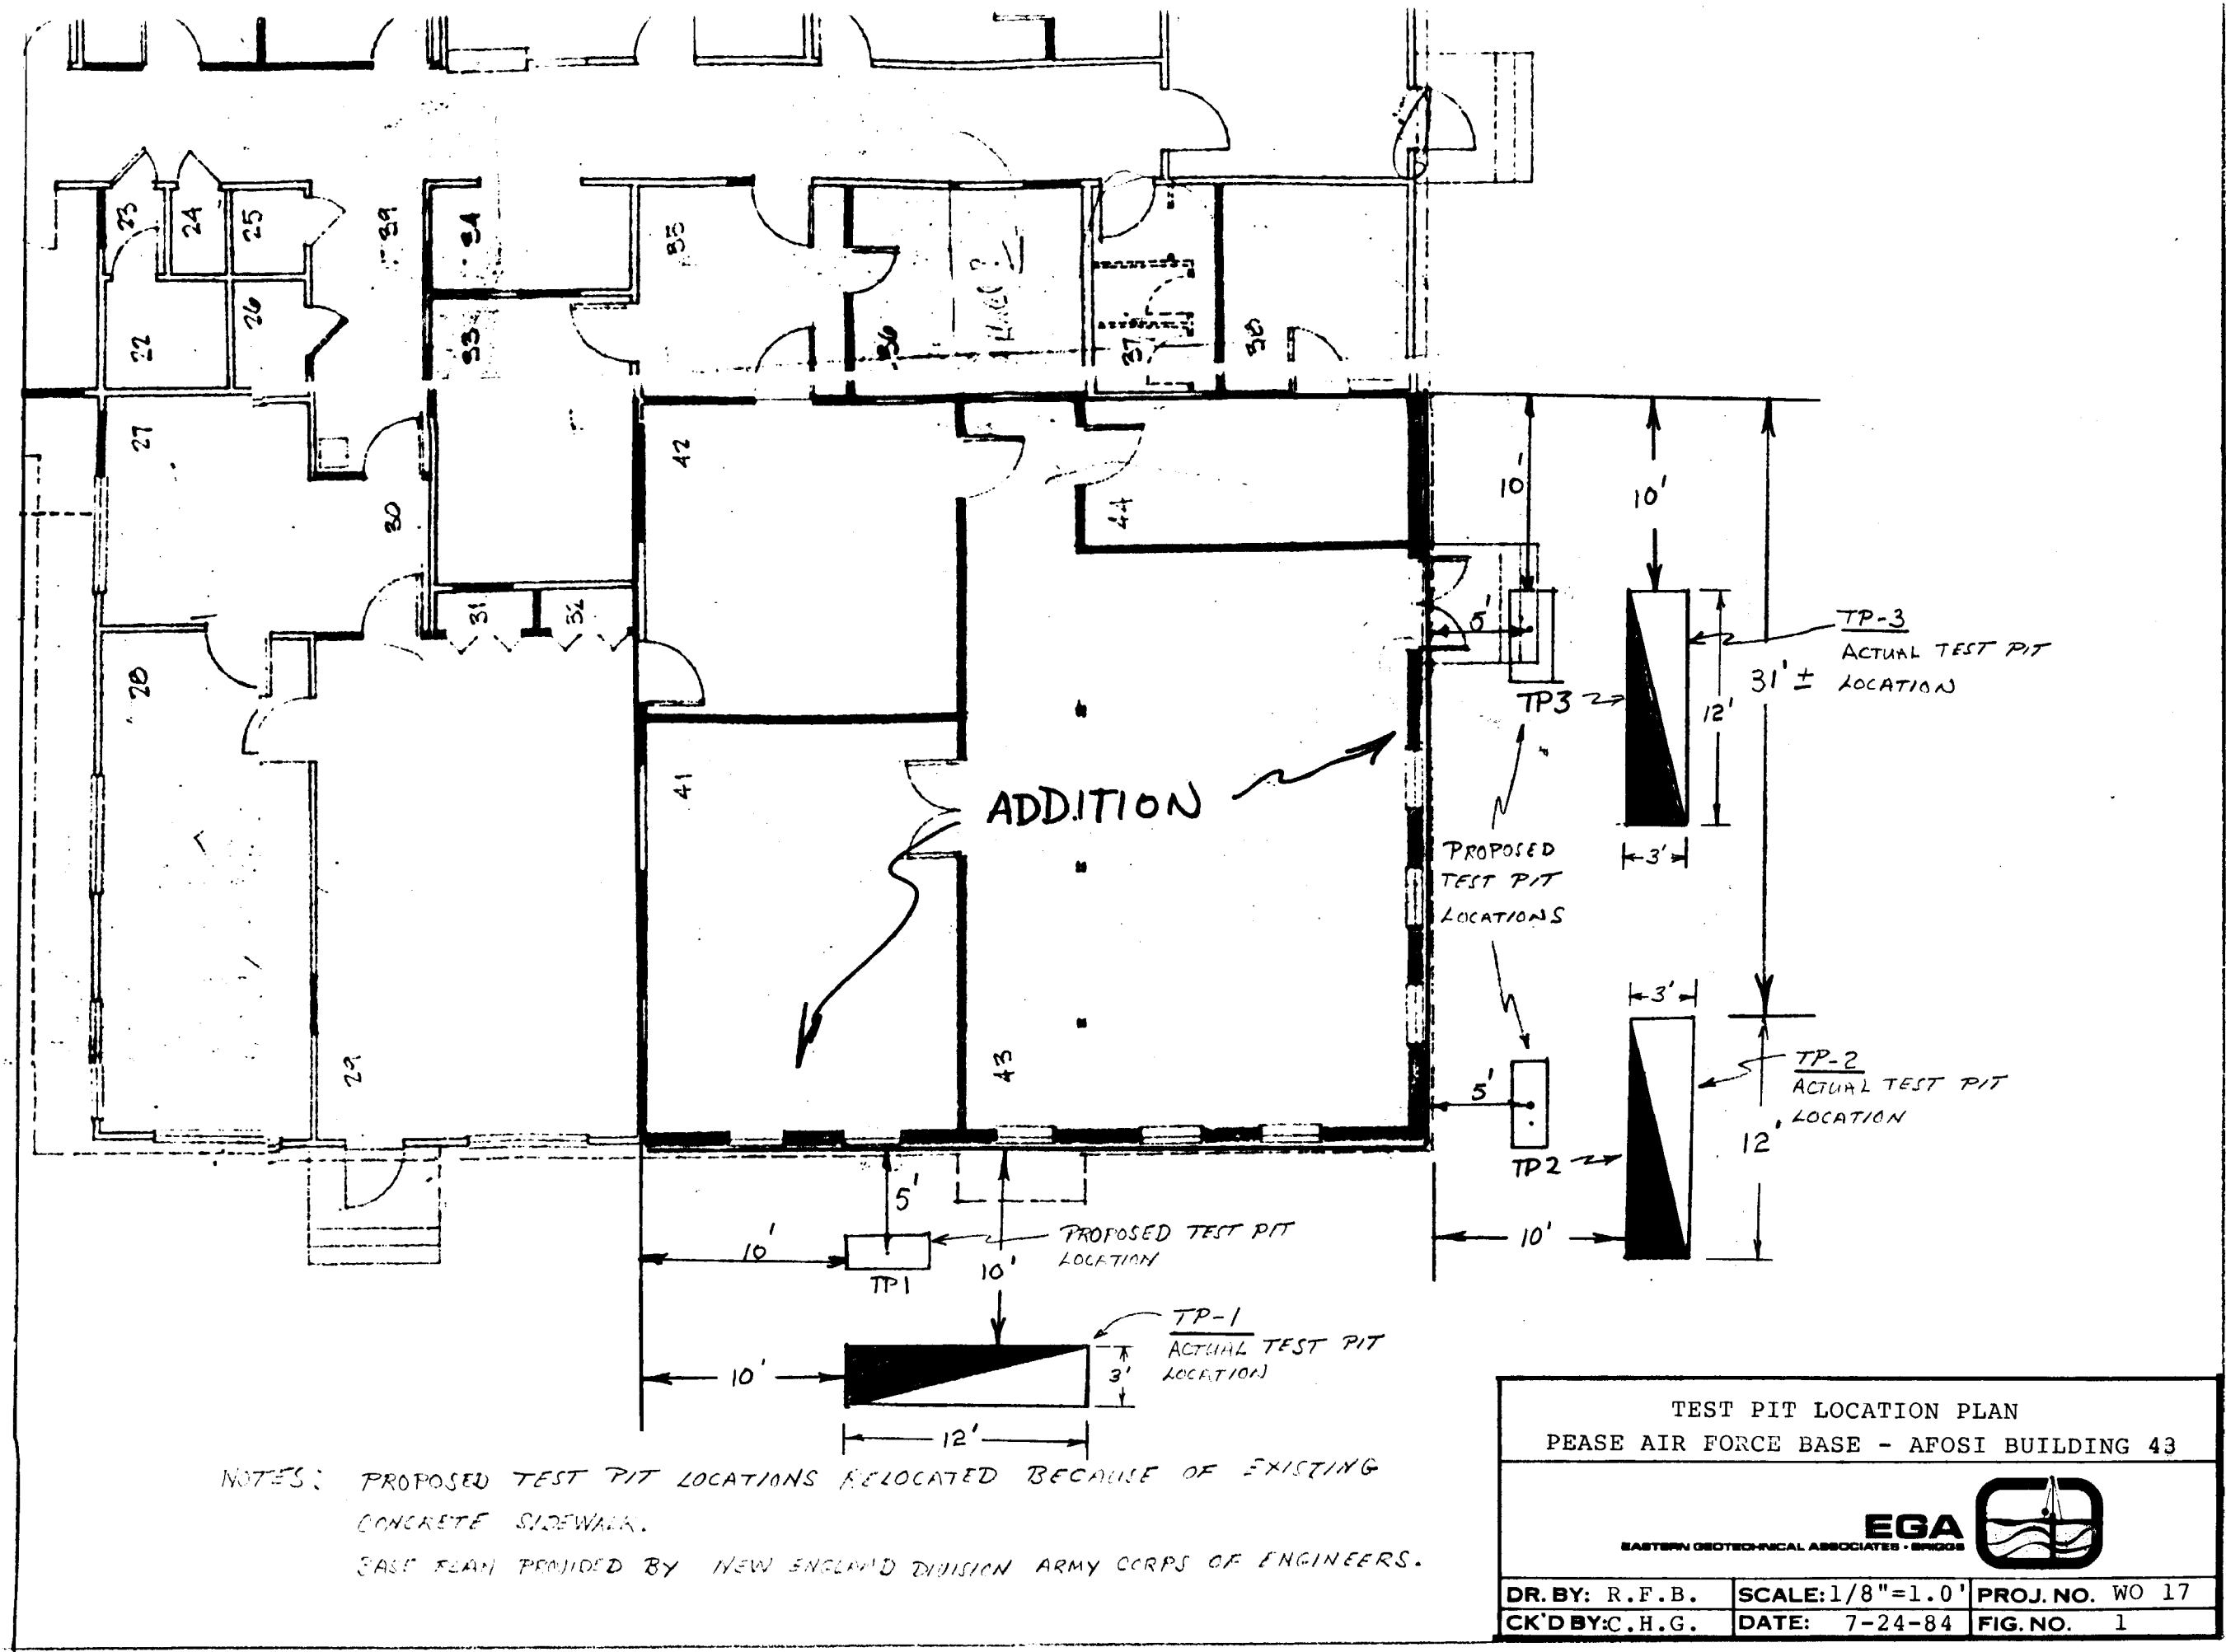 23
24
25
39
34
35
36
37
38
22
26
33
27
42
44
30
31
32
28
41
29
43
ADDITION
10'
10'
5'
TP-3
ACTUAL TEST PIT
LOCATION
31'±
TP3
12'
3'
PROPOSED
TEST PIT
LOCATIONS
3'
TP-2
ACTUAL TEST PIT
LOCATION
5'
12'
TP2
10'
5'
PROPOSED TEST PIT
LOCATION
10'
10'
TP1
TP-1
ACTUAL TEST PIT
LOCATION
10'
3'
12'
NOTES: PROPOSED TEST PIT LOCATIONS RELOCATED BECAUSE OF EXISTING
CONCRETE SIDEWALK.
BASE PLAN PROVIDED BY NEW ENGLAND DIVISION ARMY CORPS OF ENGINEERS.
TEST PIT LOCATION PLAN
PEASE AIR FORCE BASE - AFOSI BUILDING 43
EGA
EASTERN GEOTECHNICAL ASSOCIATES · BRIGGS
DR. BY: R.F.B. SCALE: 1/8"=1.0' PROJ. NO. WO 17
CK'D BY: C.H.G. DATE: 7-24-84 FIG. NO. 1